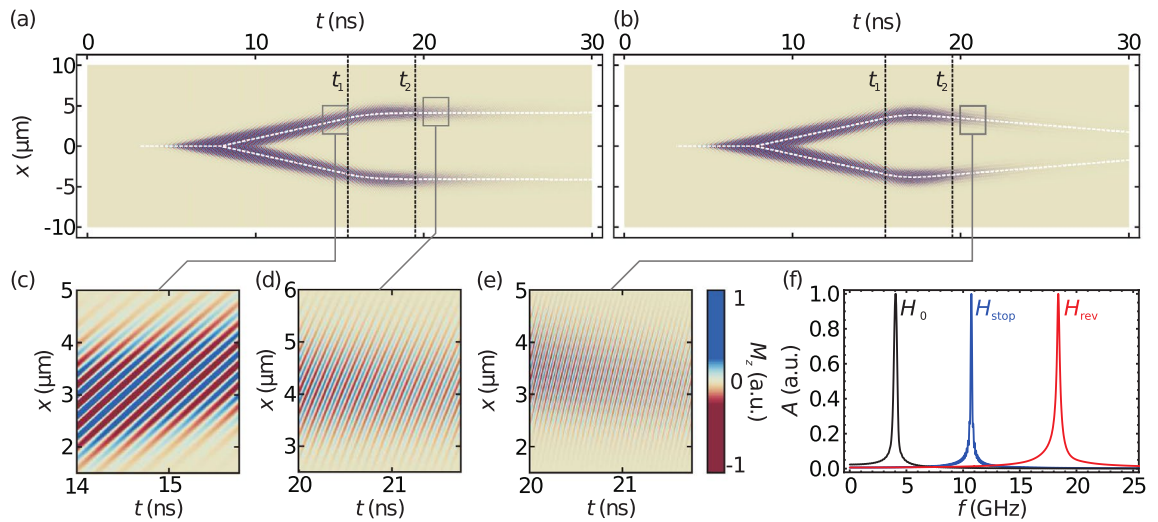 (a)
t (ns)
0 10 20 30
10
5
0
-5
-10
x (μm)
t1
t2
(b)
t (ns)
0 10 20 30
t1
t2
(c)
5
4
3
2
x (μm)
14 15
t (ns)
(d)
6
5
4
3
x (μm)
20 21
t (ns)
(e)
5
4
3
2
x (μm)
20 21
t (ns)
1
0
-1
Mz (a.u.)
(f)
1.0
0.8
0.6
0.4
0.2
0.0
A (a.u.)
H0
Hstop
Hrev
0 5 10 15 20 25
f (GHz)